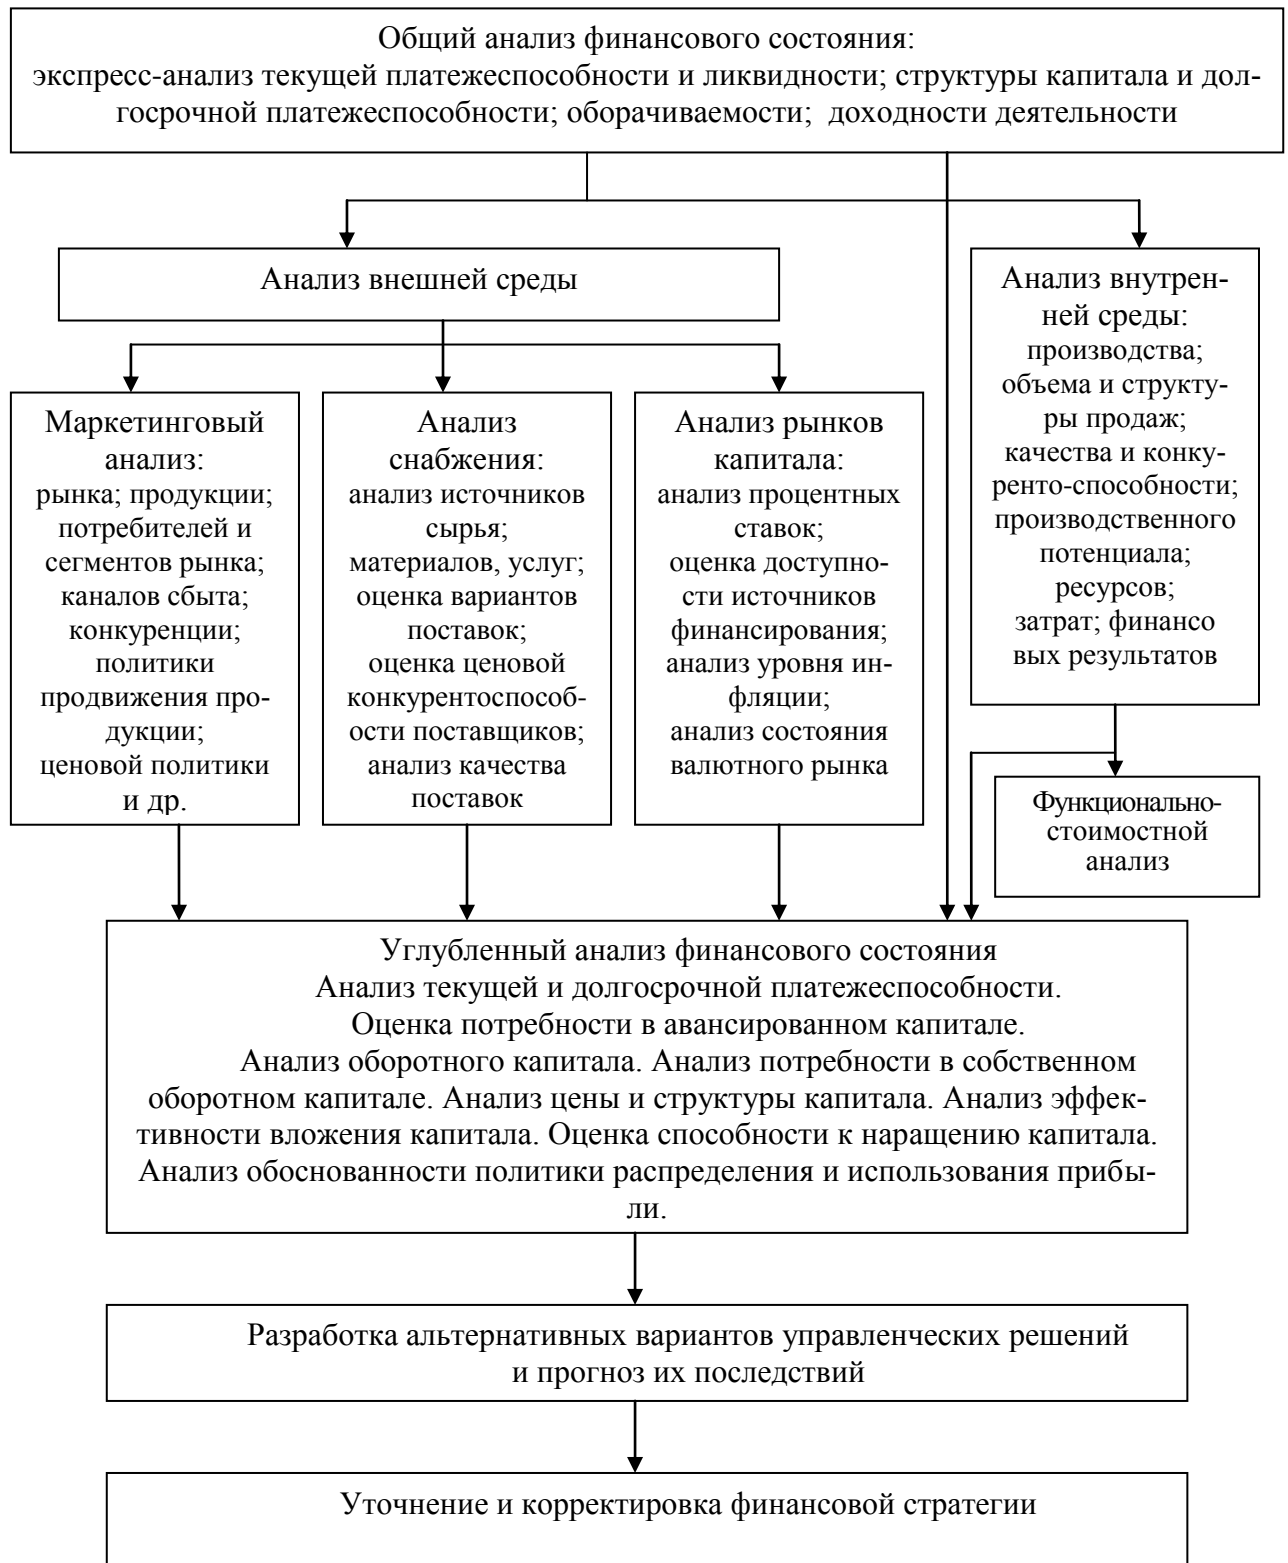 Общий анализ финансового состояния:
экспресс-анализ текущей платежеспособности и ликвидности; структуры капитала и дол-
госрочной платежеспособности; оборачиваемости; доходности деятельности
Анализ внешней среды
Анализ внутрен-
ней среды:
производства;
объема и структу-
ры продаж;
качества и конку-
ренто-способности;
производственного
потенциала;
ресурсов;
затрат; финансо
вых результатов
Маркетинговый
анализ:
рынка; продукции;
потребителей и
сегментов рынка;
каналов сбыта;
конкуренции;
политики
продвижения про-
дукции;
ценовой политики
и др.
Анализ
снабжения:
анализ источников
сырья;
материалов, услуг;
оценка вариантов
поставок;
оценка ценовой
конкурентоспособ-
ости поставщиков;
анализ качества
поставок
Анализ рынков
капитала:
анализ процентных
ставок;
оценка доступно-
сти источников
финансирования;
анализ уровня ин-
фляции;
анализ состояния
валютного рынка
Функционально-
стоимостной
анализ
Углубленный анализ финансового состояния
Анализ текущей и долгосрочной платежеспособности.
Оценка потребности в авансированном капитале.
Анализ оборотного капитала. Анализ потребности в собственном
оборотном капитале. Анализ цены и структуры капитала. Анализ эффек-
тивности вложения капитала. Оценка способности к наращению капитала.
Анализ обоснованности политики распределения и использования прибы-
ли.
Разработка альтернативных вариантов управленческих решений
и прогноз их последствий
Уточнение и корректировка финансовой стратегии